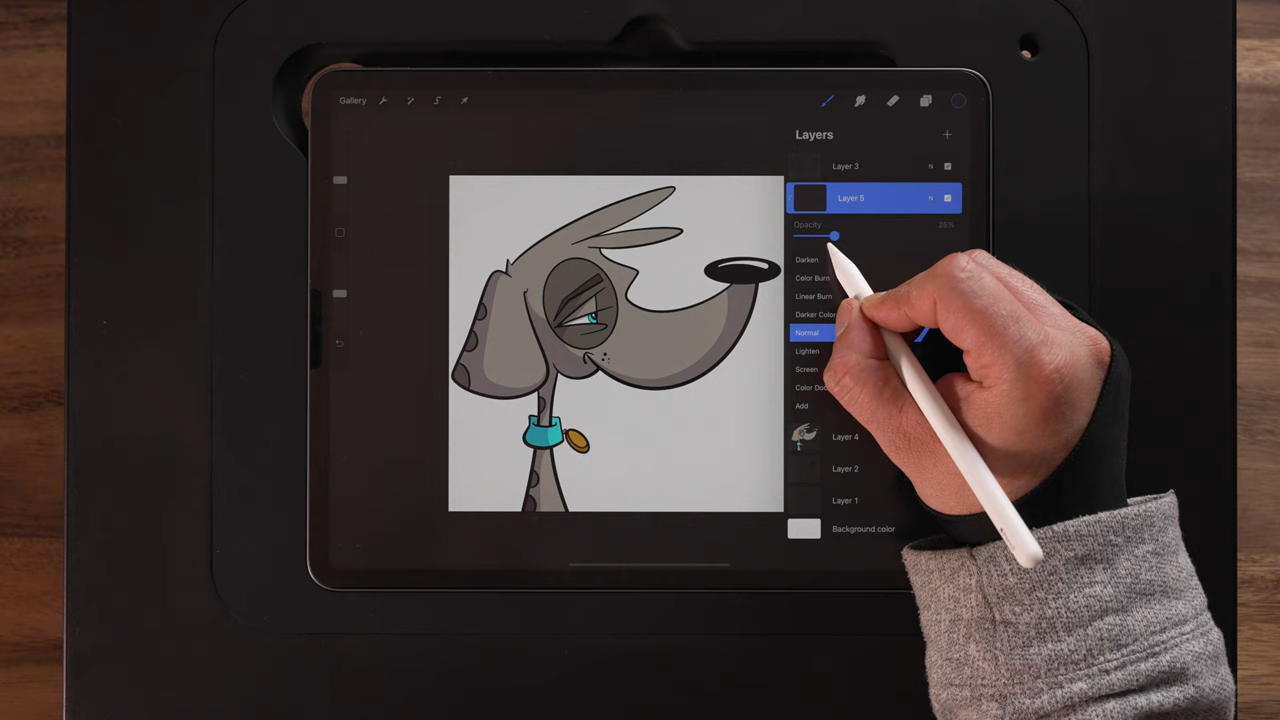 Gallery
Layers
Layer 3 N
Layer 5 N
Opacity 26%
Darken
Color Burn
Linear Burn
Darker Color
Normal
Lighten
Screen
Add
Layer 4
Layer 2
Layer 1
Background color